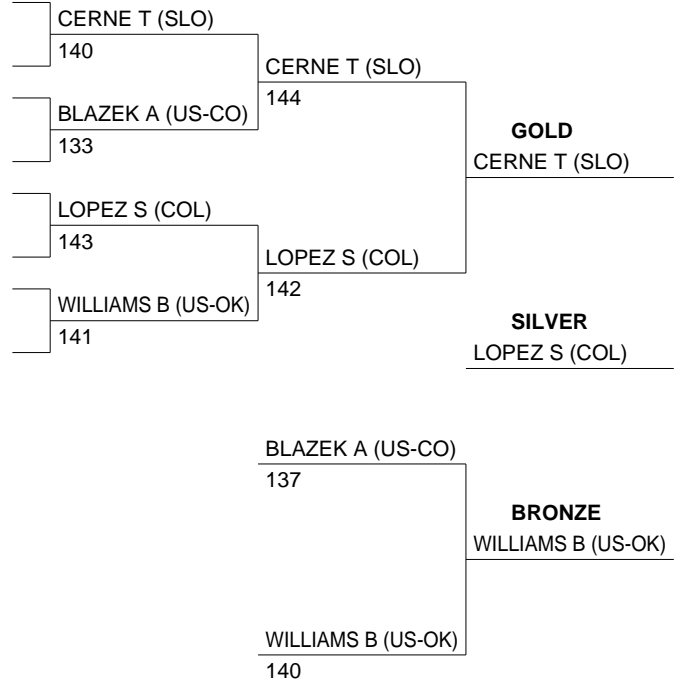 CERNE T (SLO)
140
CERNE T (SLO)
144
BLAZEK A (US-CO)
133
GOLD
CERNE T (SLO)
LOPEZ S (COL)
143
LOPEZ S (COL)
142
WILLIAMS B (US-OK)
141
SILVER
LOPEZ S (COL)
BLAZEK A (US-CO)
137
BRONZE
WILLIAMS B (US-OK)
WILLIAMS B (US-OK)
140